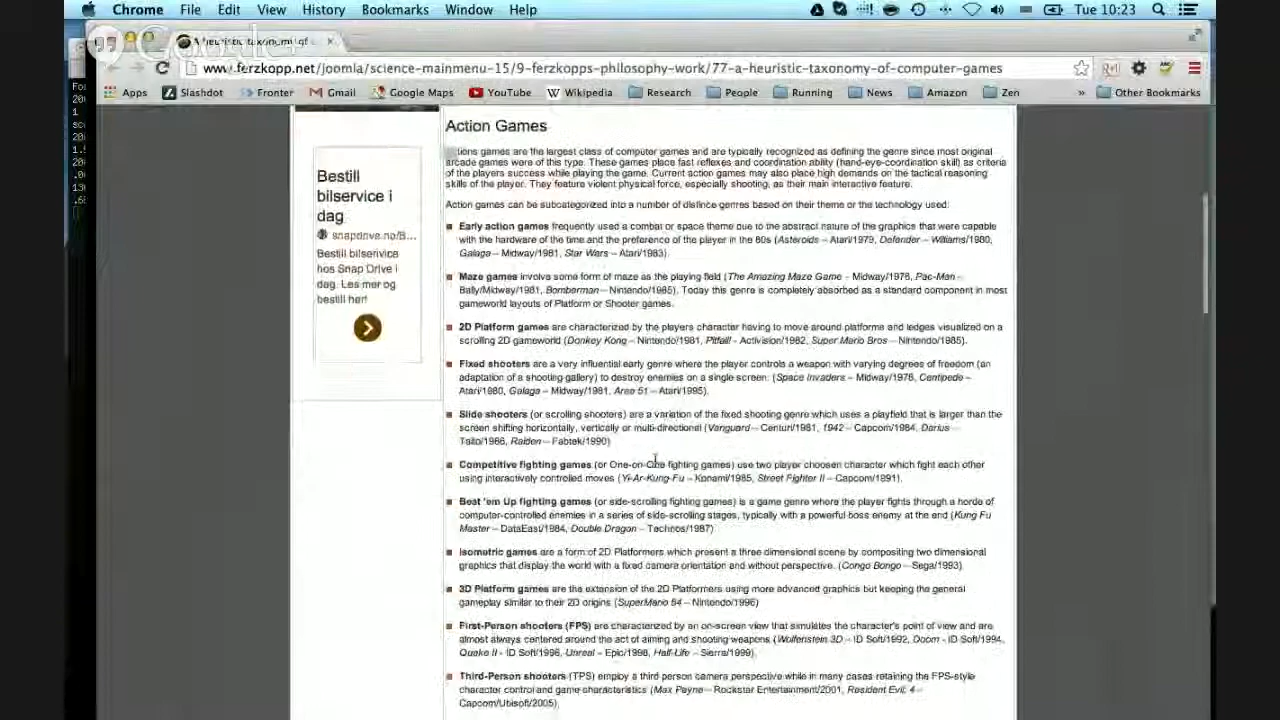 Chrome File Edit View History Bookmarks Window Help Tue 10:23
Google+
www.ferzkopp.net/joomla/science-mainmenu-15/9-ferzkopps-philosophy-work/77-a-heuristic-taxonomy-of-computer-games
Apps Slashdot Fronter Gmail Google Maps YouTube Wikipedia Research People Running News Amazon Zen » Other Bookmarks
Bestill
bilservice i
dag
snapdrive.no/B...
Bestill bilservice
hos Snap Drive i
dag. Les mer og
bestill her!
Action Games
tions games are the largest class of computer games and are typically recognized as defining the genre since most original
arcade games were of this type. These games place fast reflexes and coordination ability (hand-eye-coordination skill) as criteria
of the players success while playing the game. Current action games may also place high demands on the tactical reasoning
skills of the player. They feature violent physical force, especially shooting, as their main interactive feature.
Action games can be subcategorized into a number of distince genres based on their theme or the technology used:
Early action games frequently used a combat or space theme due to the abstract nature of the graphics that were capable
with the hardware of the time and the preference of the player in the 80s (Asteroids – Atari/1979, Defender – Williams/1980,
Galaga – Midway/1981, Star Wars – Atari/1983).
Maze games involve some form of maze as the playing field (The Amazing Maze Game - Midway/1976, Pac-Man -
Bally/Midway/1981, Bomberman – Nintendo/1985). Today this genre is completely absorbed as a standard component in most
gameworld layouts of Platform or Shooter games.
2D Platform games are characterized by the players character having to move around platforms and ledges visualized on a
scrolling 2D gameworld (Donkey Kong – Nintendo/1981, Pitfall! - Activision/1982, Super Mario Bros – Nintendo/1985).
Fixed shooters are a very influential early genre where the player controls a weapon with varying degrees of freedom (an
adaptation of a shooting gallery) to destroy enemies on a single screen: (Space Invaders – Midway/1978, Centipede –
Atari/1980, Galaga – Midway/1981, Area 51 – Atari/1995).
Slide shooters (or scrolling shooters) are a variation of the fixed shooting genre which uses a playfield that is larger than the
screen shifting horizontally, vertically or multi-directional (Vanguard – Centuri/1981, 1942 – Capcom/1984, Darius –
Taito/1986, Raiden – Fabtek/1990)
Competitive fighting games (or One-on-One fighting games) use two player choosen character which fight each other
using interactively controlled moves (Yi-Ar-Kung-Fu – Konami/1985, Street Fighter II – Capcom/1991).
Beat 'em Up fighting games (or side-scrolling fighting games) is a game genre where the player fights through a horde of
computer-controlled enemies in a series of side-scrolling stages, typically with a powerful boss enemy at the end (Kung Fu
Master – DataEast/1984, Double Dragon – Technos/1987)
Isometric games are a form of 2D Platformers which present a three dimensional scene by compositing two dimensional
graphics that display the world with a fixed camera orientation and without perspective. (Congo Bongo – Sega/1993).
3D Platform games are the extension of the 2D Platformers using more advanced graphics but keeping the general
gameplay similar to their 2D origins (SuperMario 64 – Nintendo/1996)
First-Person shooters (FPS) are characterized by an on-screen view that simulates the character's point of view and are
almost always centered around the act of aiming and shooting weapons (Wolfenstein 3D - ID Soft/1992, Doom - ID Soft/1994,
Quake II - ID Soft/1996, Unreal – Epic/1998, Half-Life – Sierra/1999).
Third-Person shooters (TPS) employ a third person camera perspective while in many cases retaining the FPS-style
character control and game characteristics (Max Payne – Rockstar Entertainment/2001, Resident Evil: 4 –
Capcom/Ubisoft/2005).